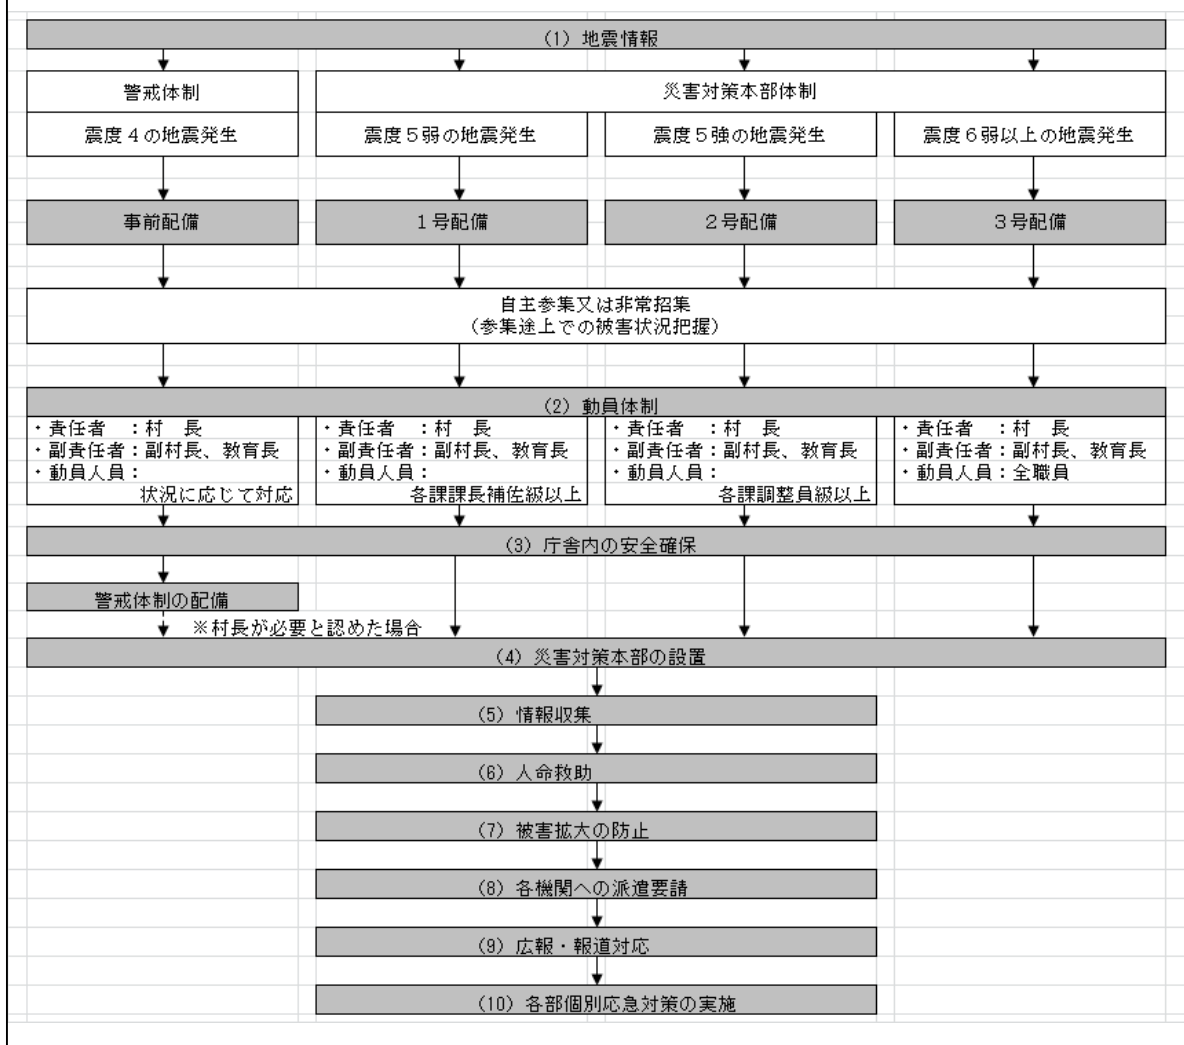 (1) 地震情報
警戒体制
災害対策本部体制
震度4の地震発生
震度5弱の地震発生
震度5強の地震発生
震度6弱以上の地震発生
事前配備
1号配備
2号配備
3号配備
自主参集又は非常招集
(参集途上での被害状況把握)
(2) 動員体制
・責任者 :村 長
・副責任者:副村長、教育長
・動員人員:
状況に応じて対応
・責任者 :村 長
・副責任者:副村長、教育長
・動員人員:
各課課長補佐級以上
・責任者 :村 長
・副責任者:副村長、教育長
・動員人員:
各課調整員級以上
・責任者 :村 長
・副責任者:副村長、教育長
・動員人員:全職員
(3) 庁舎内の安全確保
警戒体制の配備
※村長が必要と認めた場合
(4) 災害対策本部の設置
(5) 情報収集
(6) 人命救助
(7) 被害拡大の防止
(8) 各機関への派遣要請
(9) 広報・報道対応
(10) 各部個別応急対策の実施